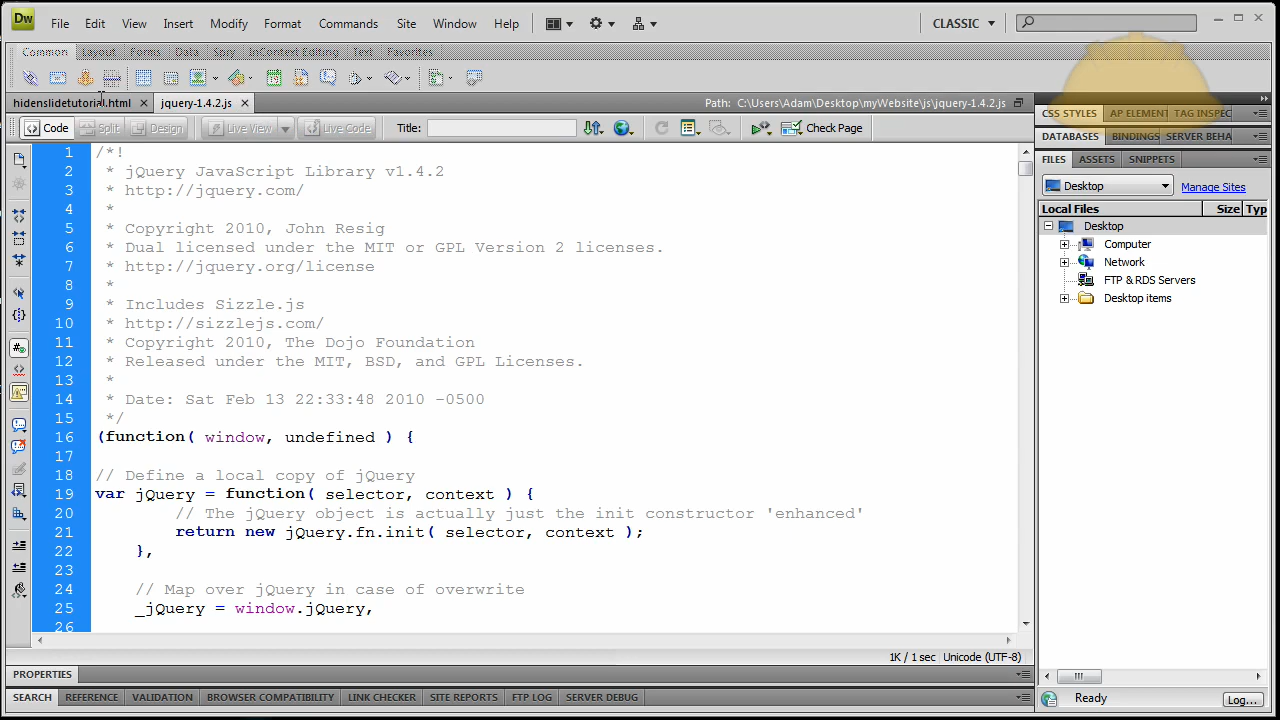 Dw File Edit View Insert Modify Format Commands Site Window Help CLASSIC
Common Layout Forms Data Spry InContext Editing Text Favorites
hidenslidetutorial.html jquery-1.4.2.js Path: C:\Users\Adam\Desktop\myWebsite\js\jquery-1.4.2.js
Code Split Design Live View Live Code Title: Check Page
1 /*!
2 * jQuery JavaScript Library v1.4.2
3 * http://jquery.com/
4 *
5 * Copyright 2010, John Resig
6 * Dual licensed under the MIT or GPL Version 2 licenses.
7 * http://jquery.org/license
8 *
9 * Includes Sizzle.js
10 * http://sizzlejs.com/
11 * Copyright 2010, The Dojo Foundation
12 * Released under the MIT, BSD, and GPL Licenses.
13 *
14 * Date: Sat Feb 13 22:33:48 2010 -0500
15 */
16 (function( window, undefined ) {
17
18 // Define a local copy of jQuery
19 var jQuery = function( selector, context ) {
20 // The jQuery object is actually just the init constructor 'enhanced'
21 return new jQuery.fn.init( selector, context );
22 },
23
24 // Map over jQuery in case of overwrite
25 _jQuery = window.jQuery,
26
1K / 1 sec Unicode (UTF-8)
PROPERTIES
SEARCH REFERENCE VALIDATION BROWSER COMPATIBILITY LINK CHECKER SITE REPORTS FTP LOG SERVER DEBUG
CSS STYLES AP ELEMENT TAG INSPEC
DATABASES BINDINGS SERVER BEHA
FILES ASSETS SNIPPETS
Desktop Manage Sites
Local Files Size Typ
Desktop
Computer
Network
FTP & RDS Servers
Desktop items
Ready Log...